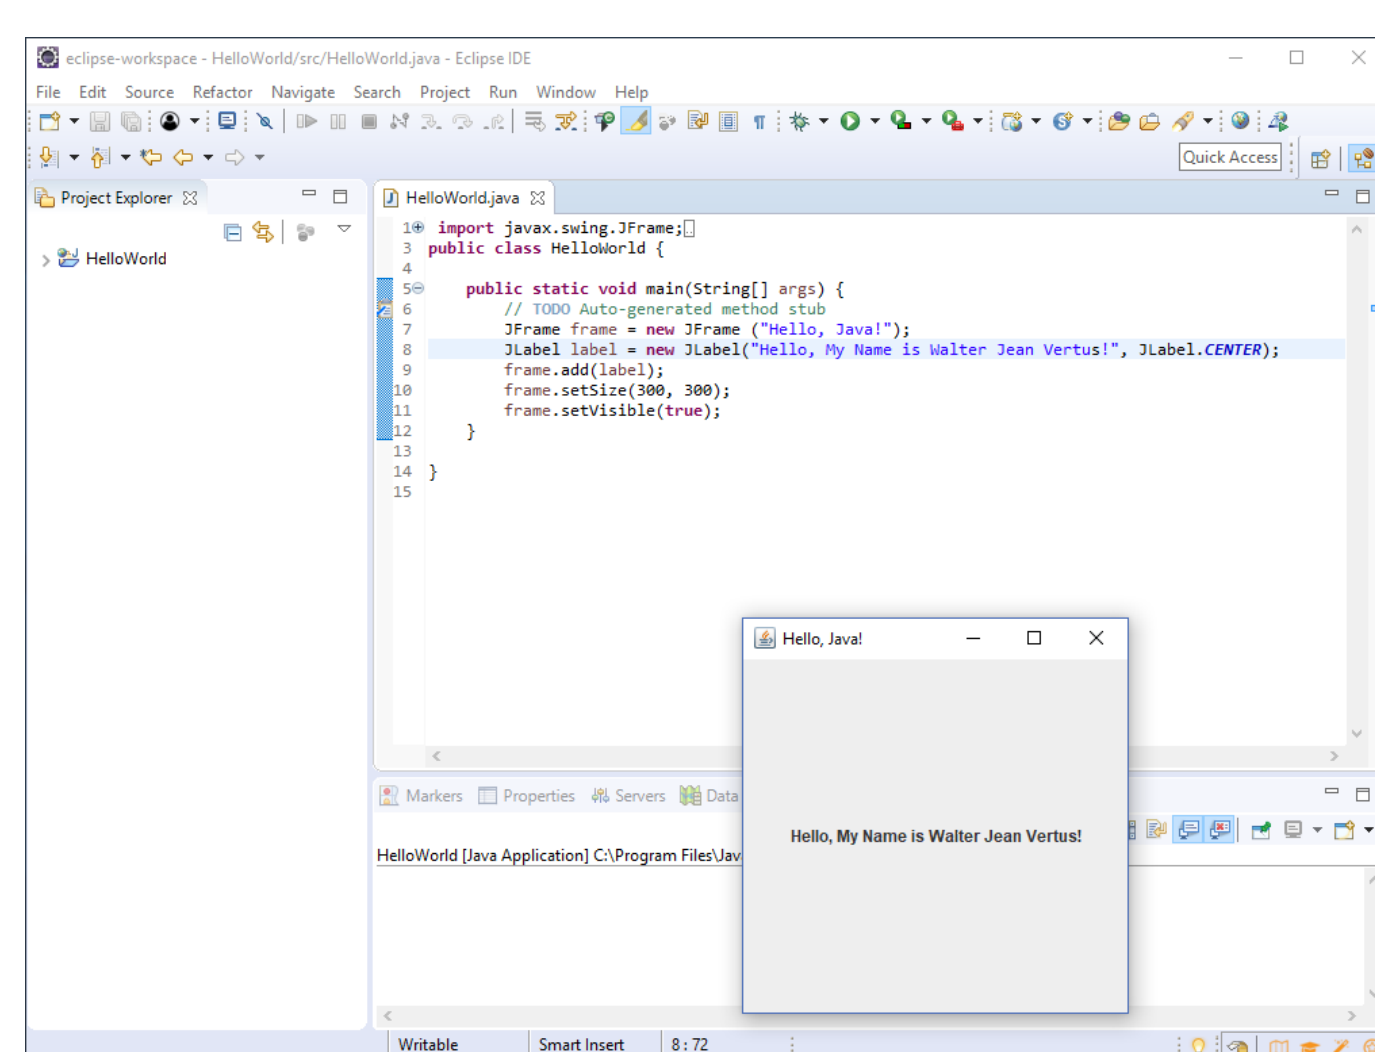 eclipse-workspace - HelloWorld/src/HelloWorld.java - Eclipse IDE
File Edit Source Refactor Navigate Search Project Run Window Help
Quick Access
Project Explorer
HelloWorld
HelloWorld.java
1 import javax.swing.JFrame;
3 public class HelloWorld {
4
5 public static void main(String[] args) {
6 // TODO Auto-generated method stub
7 JFrame frame = new JFrame ("Hello, Java!");
8 JLabel label = new JLabel("Hello, My Name is Walter Jean Vertus!", JLabel.CENTER);
9 frame.add(label);
10 frame.setSize(300, 300);
11 frame.setVisible(true);
12 }
13
14 }
15
Hello, Java!
Hello, My Name is Walter Jean Vertus!
Markers Properties Servers Data
HelloWorld [Java Application] C:\Program Files\Jav
Writable Smart Insert 8 : 72